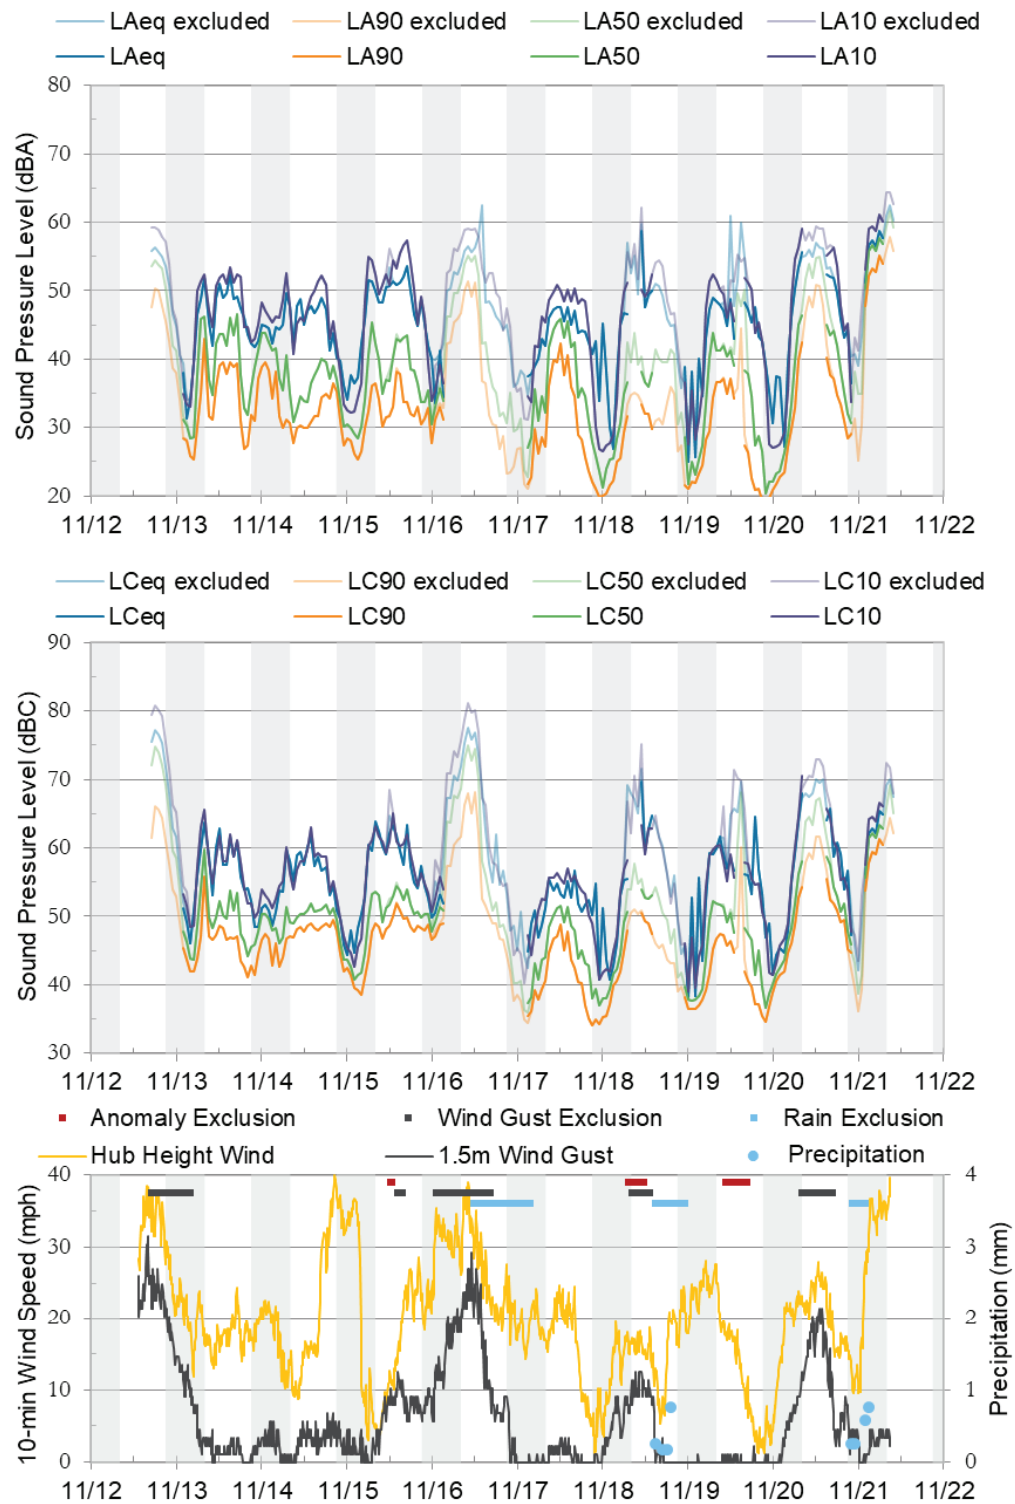 LAeq excluded LA90 excluded LA50 excluded LA10 excluded
LAeq LA90 LA50 LA10
Sound Pressure Level (dBA)
80
70
60
50
40
30
20
11/12 11/13 11/14 11/15 11/16 11/17 11/18 11/19 11/20 11/21 11/22
LCeq excluded LC90 excluded LC50 excluded LC10 excluded
LCeq LC90 LC50 LC10
Sound Pressure Level (dBC)
90
80
70
60
50
40
30
11/12 11/13 11/14 11/15 11/16 11/17 11/18 11/19 11/20 11/21 11/22
Anomaly Exclusion Wind Gust Exclusion Rain Exclusion
Hub Height Wind 1.5m Wind Gust Precipitation
10-min Wind Speed (mph)
40 4
30 3
20 2
10 1
0 0
Precipitation (mm)
11/12 11/13 11/14 11/15 11/16 11/17 11/18 11/19 11/20 11/21 11/22